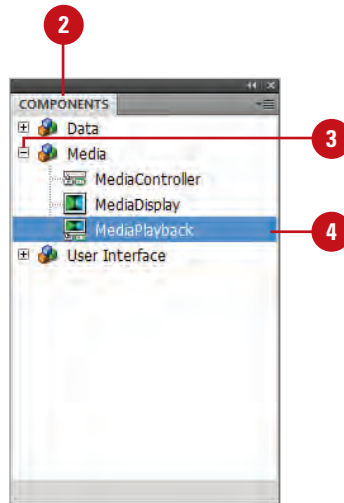 2
COMPONENTS
Data
3
Media
MediaController
MediaDisplay
MediaPlayback
4
User Interface